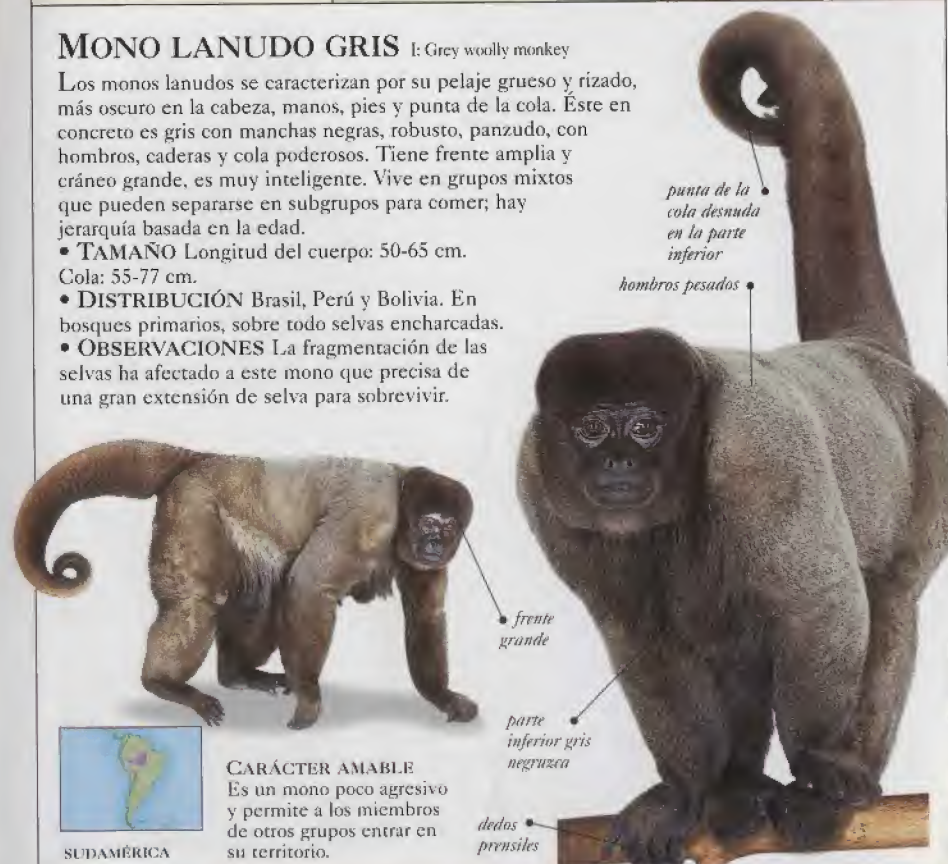 MONO LANUDO GRIS I: Grey woolly monkey
Los monos lanudos se caracterizan por su pelaje grueso y rizado,
más oscuro en la cabeza, manos, pies y punta de la cola. Éste en
concreto es gris con manchas negras, robusto, panzudo, con
hombros, caderas y cola poderosos. Tiene frente amplia y
cráneo grande, es muy inteligente. Vive en grupos mixtos
que pueden separarse en subgrupos para comer; hay
jerarquía basada en la edad.
• TAMAÑO Longitud del cuerpo: 50-65 cm.
Cola: 55-77 cm.
• DISTRIBUCIÓN Brasil, Perú y Bolivia. En
bosques primarios, sobre todo selvas encharcadas.
• OBSERVACIONES La fragmentación de las
selvas ha afectado a este mono que precisa de
una gran extensión de selva para sobrevivir.
punta de la
cola desnuda
en la parte
inferior
hombros pesados
frente
grande
parte
inferior gris
negruzca
dedos
prensiles
CARÁCTER AMABLE
Es un mono poco agresivo
y permite a los miembros
de otros grupos entrar en
su territorio.
SUDAMÉRICA